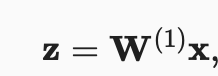 z = W⁽¹⁾x,